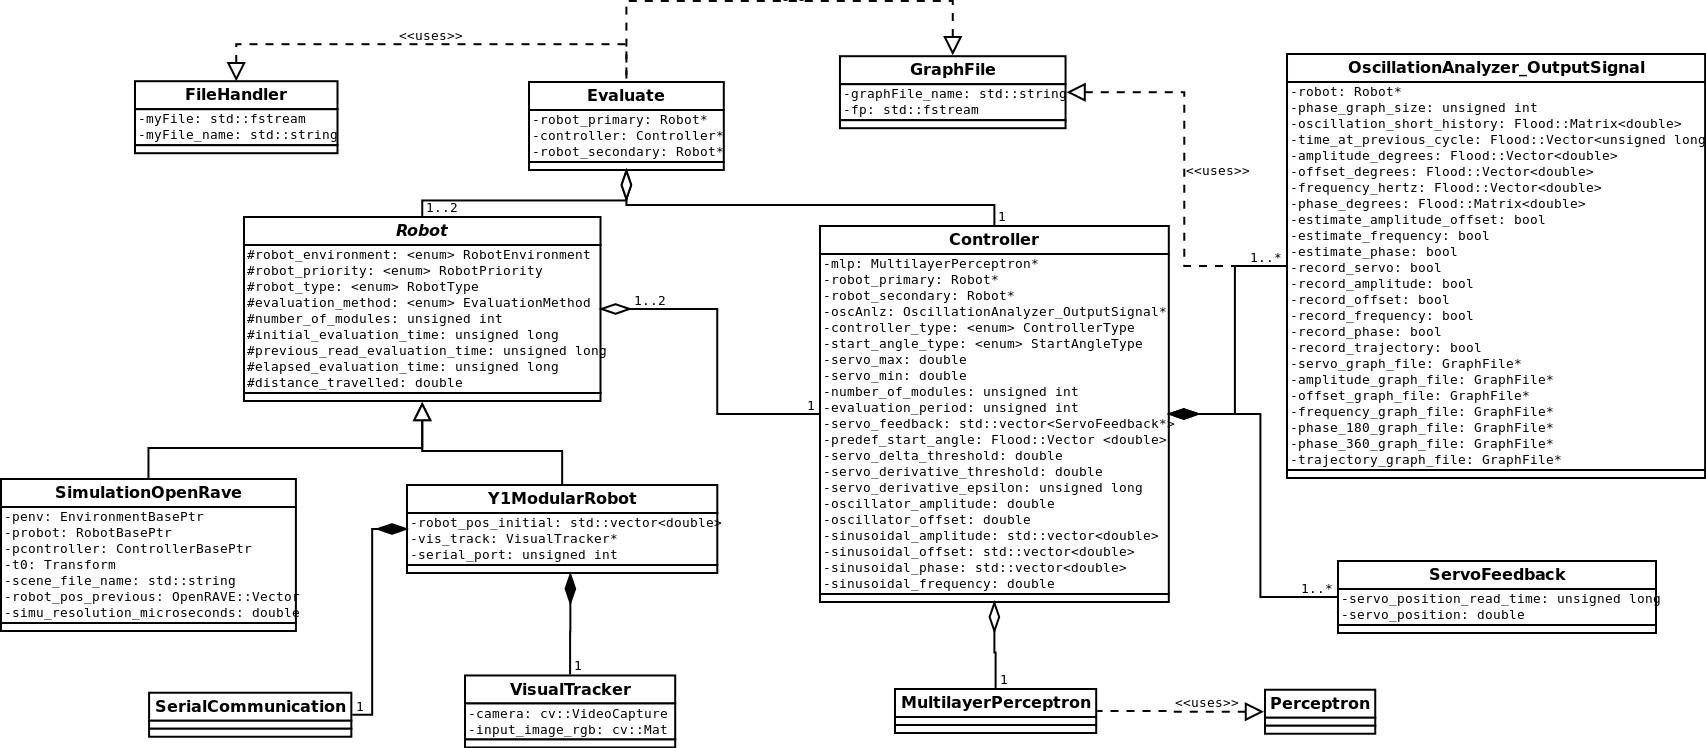 <<uses>>
FileHandler
-myFile: std::fstream
-myFile_name: std::string
Evaluate
-robot_primary: Robot*
-controller: Controller*
-robot_secondary: Robot*
GraphFile
-graphFile_name: std::string
-fp: std::fstream
<<uses>>
OscillationAnalyzer_OutputSignal
-robot: Robot*
-phase_graph_size: unsigned int
-oscillation_short_history: Flood::Matrix<double>
-time_at_previous_cycle: Flood::Vector<unsigned long
-amplitude_degrees: Flood::Vector<double>
-offset_degrees: Flood::Vector<double>
-frequency_hertz: Flood::Vector<double>
-phase_degrees: Flood::Matrix<double>
-estimate_amplitude_offset: bool
-estimate_frequency: bool
-estimate_phase: bool
-record_servo: bool
-record_amplitude: bool
-record_offset: bool
-record_frequency: bool
-record_phase: bool
-record_trajectory: bool
-servo_graph_file: GraphFile*
-amplitude_graph_file: GraphFile*
-offset_graph_file: GraphFile*
-frequency_graph_file: GraphFile*
-phase_180_graph_file: GraphFile*
-phase_360_graph_file: GraphFile*
-trajectory_graph_file: GraphFile*
1..2
1
1..*
Robot
#robot_environment: <enum> RobotEnvironment
#robot_priority: <enum> RobotPriority
#robot_type: <enum> RobotType
#evaluation_method: <enum> EvaluationMethod
#number_of_modules: unsigned int
#initial_evaluation_time: unsigned long
#previous_read_evaluation_time: unsigned long
#elapsed_evaluation_time: unsigned long
#distance_travelled: double
1..2
1
Controller
-mlp: MultilayerPerceptron*
-robot_primary: Robot*
-robot_secondary: Robot*
-oscAnlz: OscillationAnalyzer_OutputSignal*
-controller_type: <enum> ControllerType
-start_angle_type: <enum> StartAngleType
-servo_max: double
-servo_min: double
-number_of_modules: unsigned int
-evaluation_period: unsigned int
-servo_feedback: std::vector<ServoFeedback*>
-predef_start_angle: Flood::Vector <double>
-servo_delta_threshold: double
-servo_derivative_threshold: double
-servo_derivative_epsilon: unsigned long
-oscillator_amplitude: double
-oscillator_offset: double
-sinusoidal_amplitude: std::vector<double>
-sinusoidal_offset: std::vector<double>
-sinusoidal_phase: std::vector<double>
-sinusoidal_frequency: double
SimulationOpenRave
-penv: EnvironmentBasePtr
-probot: RobotBasePtr
-pcontroller: ControllerBasePtr
-t0: Transform
-scene_file_name: std::string
-robot_pos_previous: OpenRAVE::Vector
-simu_resolution_microseconds: double
Y1ModularRobot
-robot_pos_initial: std::vector<double>
-vis_track: VisualTracker*
-serial_port: unsigned int
1..*
ServoFeedback
-servo_position_read_time: unsigned long
-servo_position: double
SerialCommunication
1
1
VisualTracker
-camera: cv::VideoCapture
-input_image_rgb: cv::Mat
1
MultilayerPerceptron
<<uses>>
Perceptron